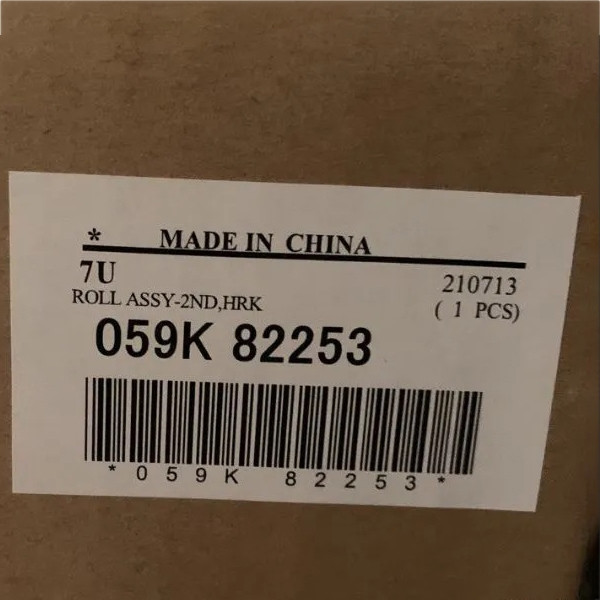 * MADE IN CHINA
7U 210713
ROLL ASSY-2ND,HRK ( 1 PCS)
059K 82253
*059K 82253*